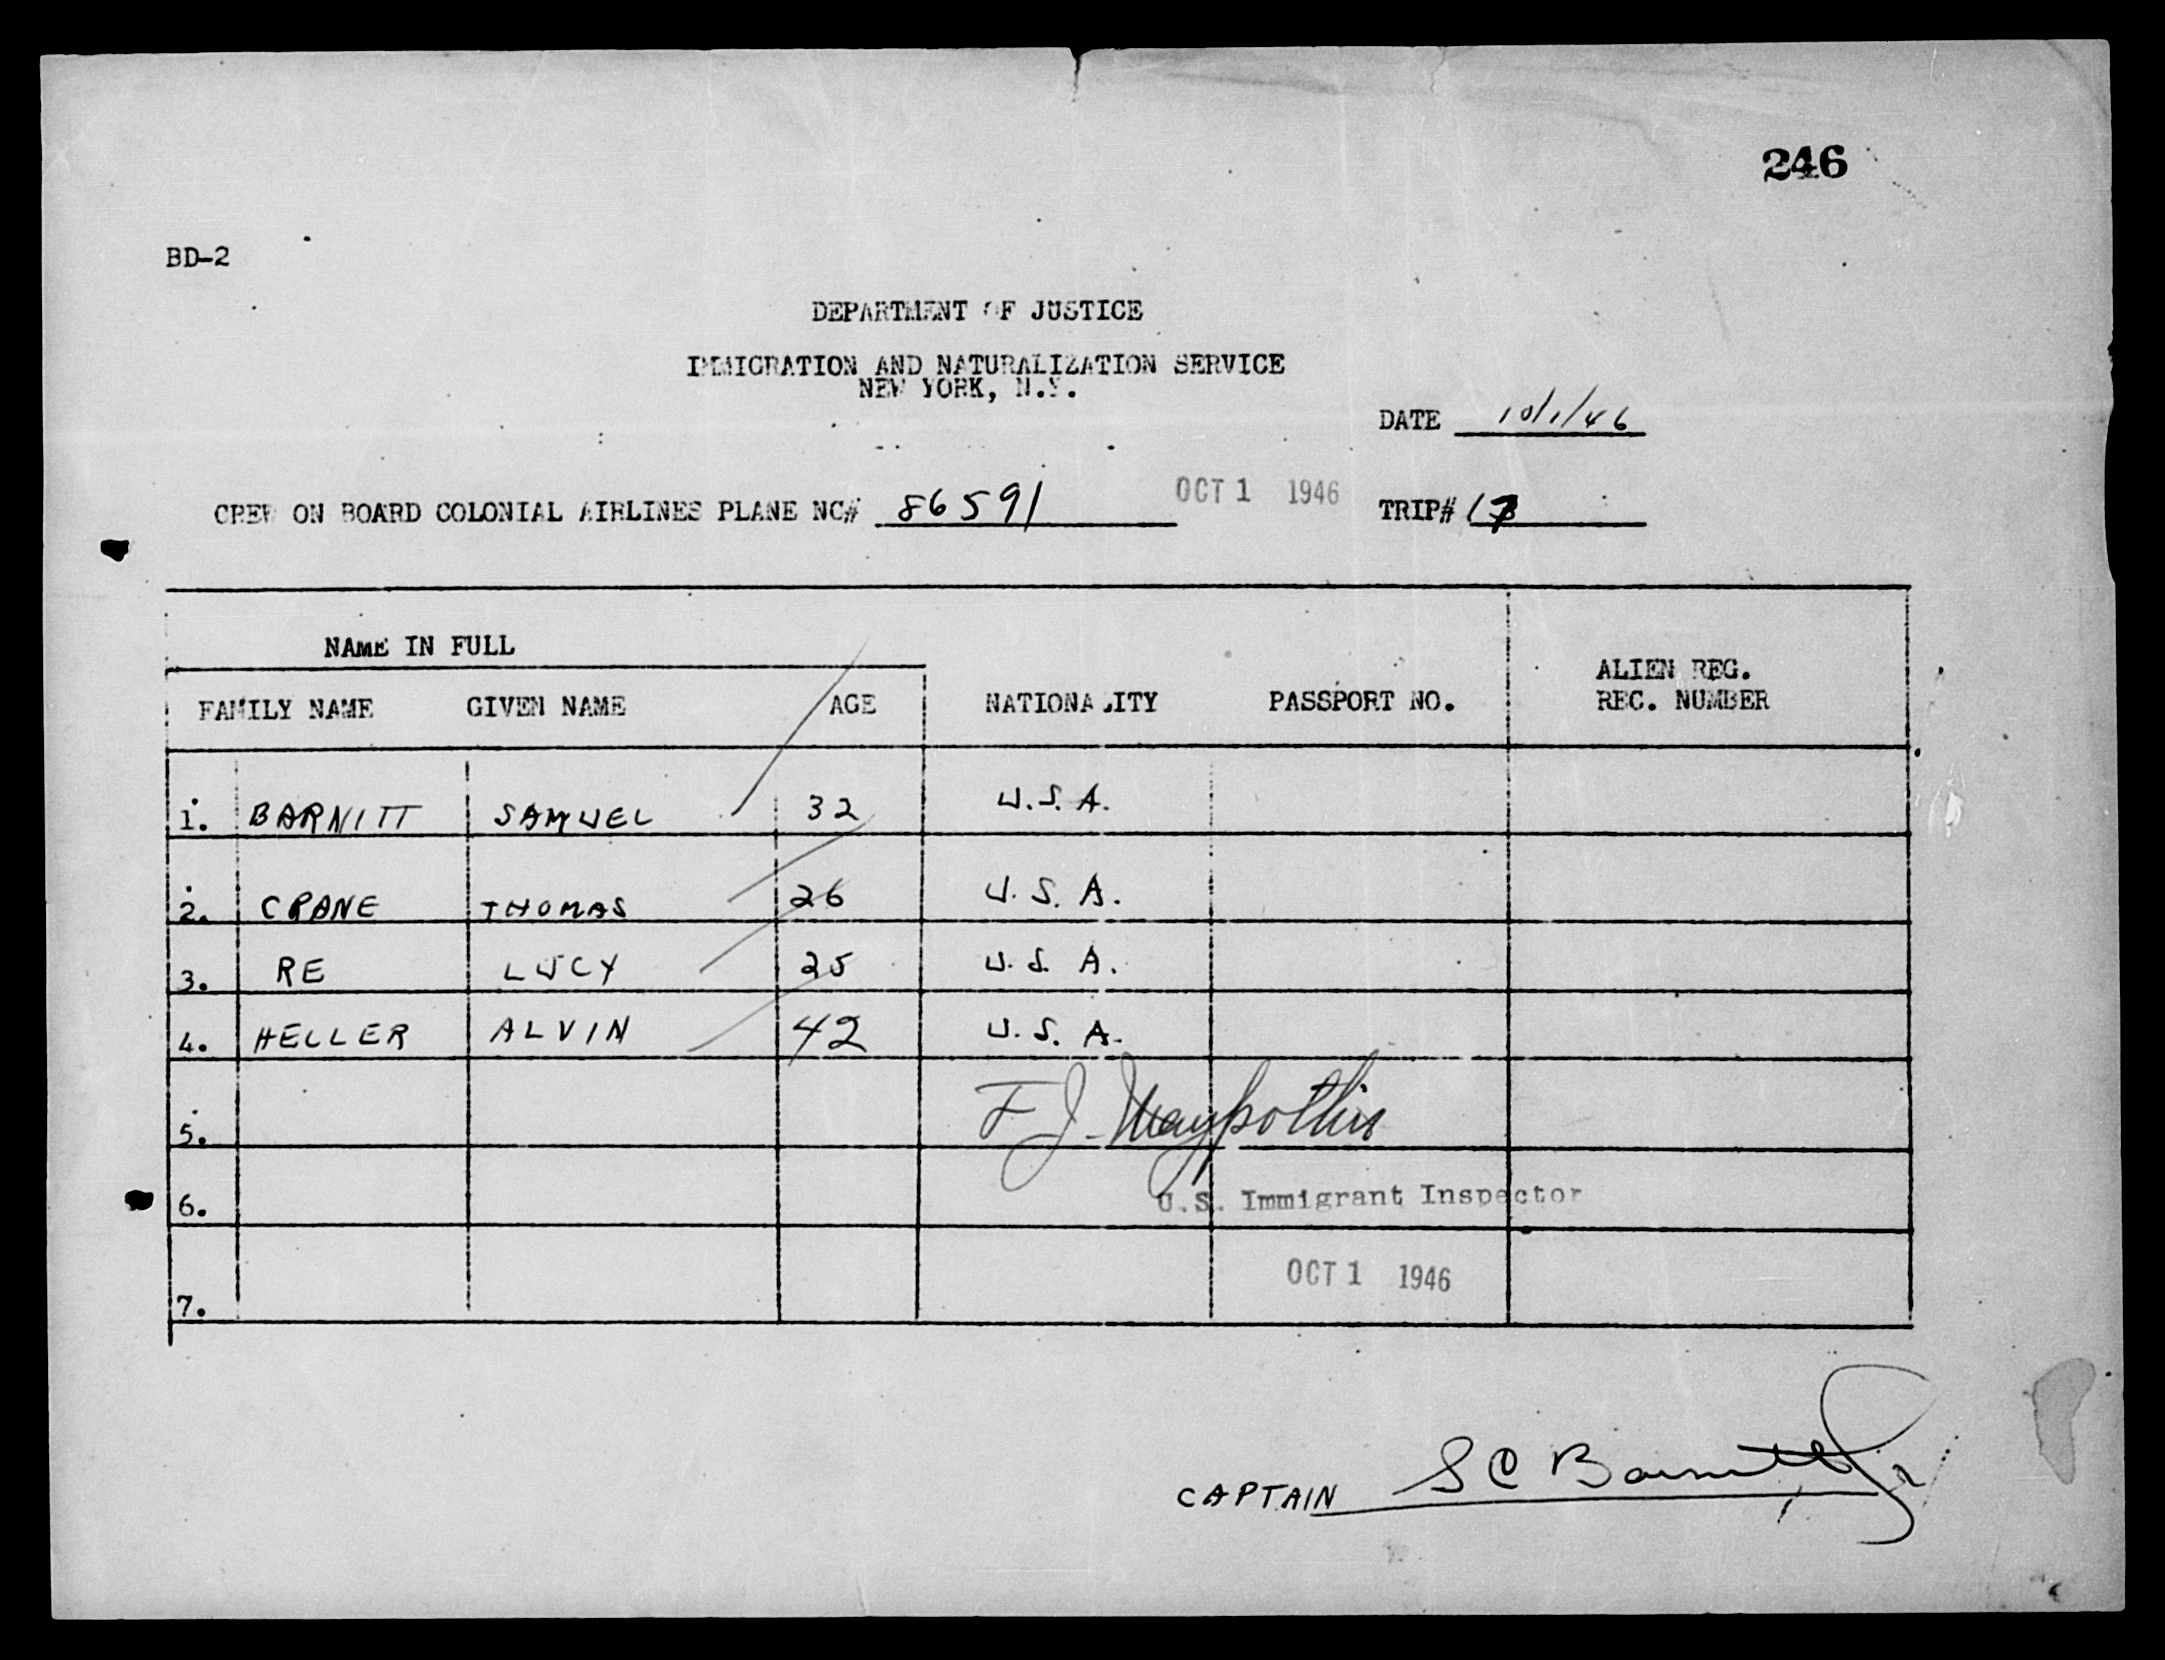 246
BD-2
DEPARTMENT OF JUSTICE
IMMIGRATION AND NATURALIZATION SERVICE
NEW YORK, N.Y.
DATE 10/1/46
CREW ON BOARD COLONIAL AIRLINES PLANE NC# 86591 OCT 1 1946 TRIP#
NAME IN FULL
FAMILY NAME GIVEN NAME AGE NATIONALITY PASSPORT NO. ALIEN REG. REC. NUMBER
1. BARNITT SAMUEL 32 U.S.A.
2. CRANE THOMAS 26 U.S.A.
3. RE LUCY 25 U.S.A.
4. HELLER ALVIN 42 U.S.A.
5. F J
6. U.S. Immigrant Inspector
OCT 1 1946
7.
CAPTAIN S C Barnitt Jr